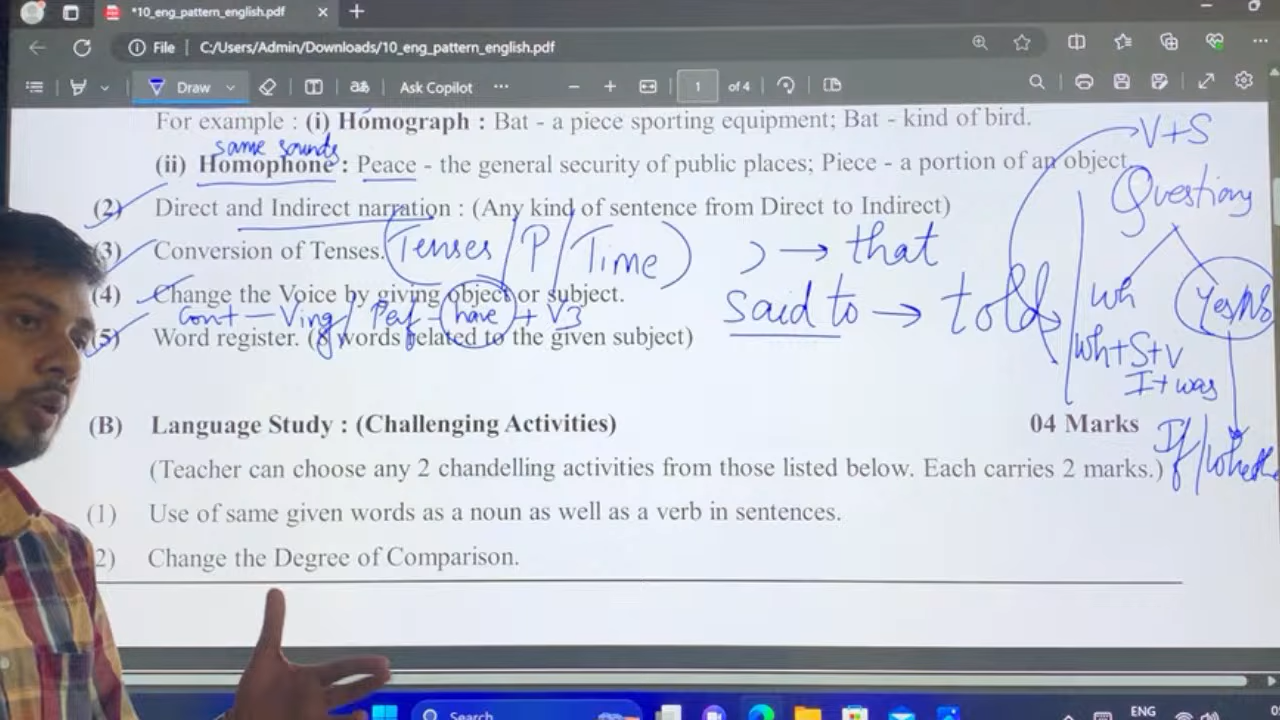 *10_eng_pattern_english.pdf
File C:/Users/Admin/Downloads/10_eng_pattern_english.pdf
Draw Ask Copilot 1 of 4
For example : (i) Homograph : Bat - a piece sporting equipment; Bat - kind of bird.
same sounds
V+S
(ii) Homophone : Peace - the general security of public places; Piece - a portion of an object.
Questions
(2) Direct and Indirect narration : (Any kind of sentence from Direct to Indirect)
(3) Conversion of Tenses. (Tenses/P/Time) , → that
(4) Change the Voice by giving object or subject.
said to → told
wh Yes/No
Cont - Ving/ Perf - have + V3
(5) Word register. (8 words related to the given subject)
wh+S+V
I+was
(B) Language Study : (Challenging Activities) 04 Marks
If/whether
(Teacher can choose any 2 chandelling activities from those listed below. Each carries 2 marks.)
(1) Use of same given words as a noun as well as a verb in sentences.
2) Change the Degree of Comparison.
Search ENG